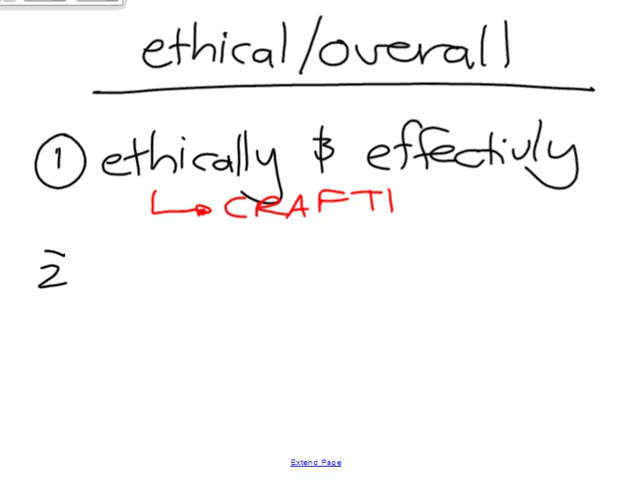 ethical/overall
① ethically & effectivly
↳ CRAFTI
2
Extend Page